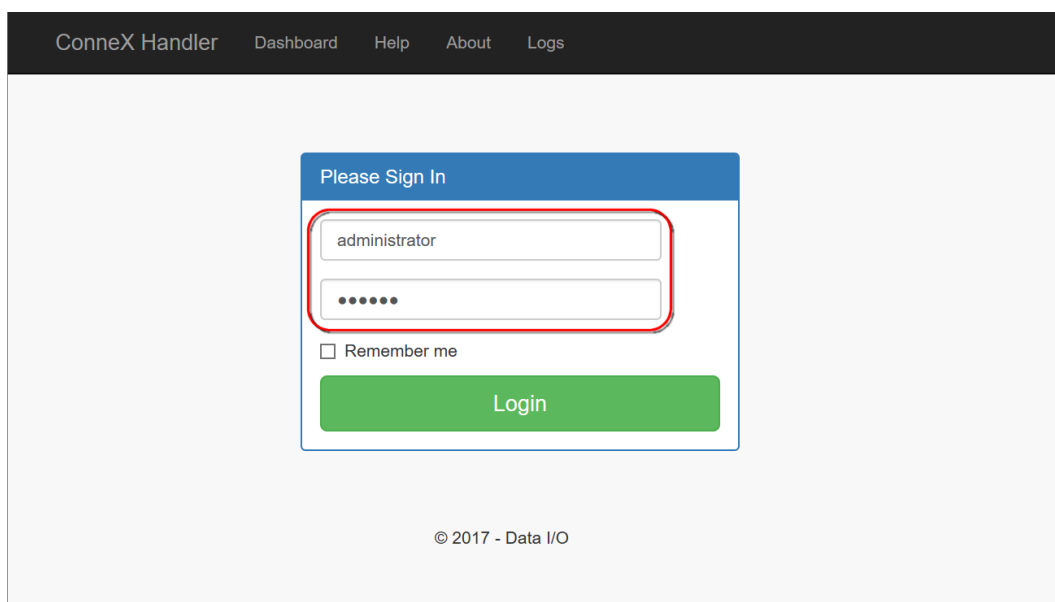 ConneX Handler Dashboard Help About Logs
Please Sign In
administrator
••••••
Remember me
Login
© 2017 - Data I/O